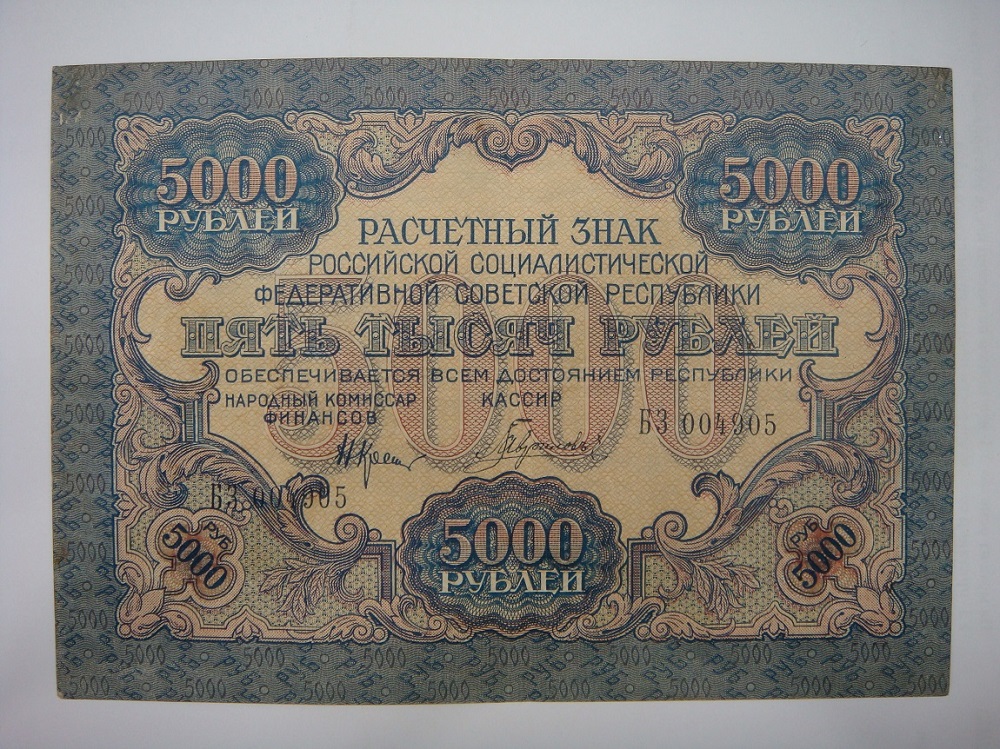 5000 5000
РУБЛЕЙ РУБЛЕЙ
РАСЧЕТНЫЙ ЗНАК
РОССИЙСКОЙ СОЦИАЛИСТИЧЕСКОЙ
ФЕДЕРАТИВНОЙ СОВЕТСКОЙ РЕСПУБЛИКИ
5000
ПЯТЬ ТЫСЯЧ РУБЛЕЙ
ОБЕСПЕЧИВАЕТСЯ ВСЕМ ДОСТОЯНИЕМ РЕСПУБЛИКИ
НАРОДНЫЙ КОМИССАР КАССИР
ФИНАНСОВ
БЗ 004905
БЗ 004905
РУБ 5000
5000
РУБЛЕЙ
РУБ 5000